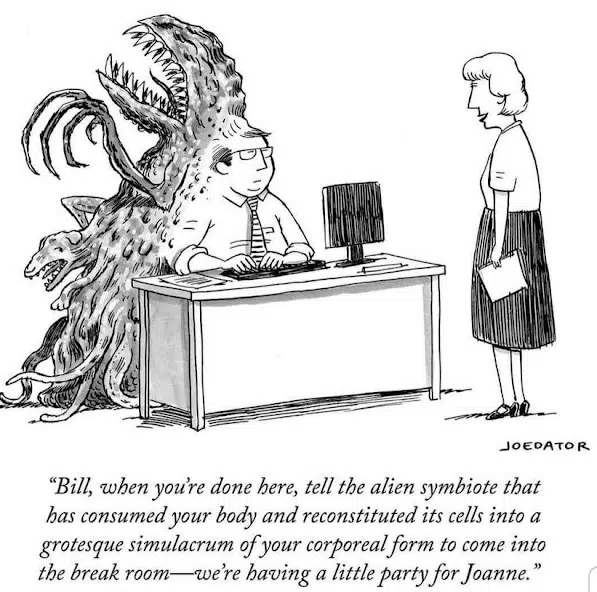 JOEDATOR
“Bill, when you’re done here, tell the alien symbiote that
has consumed your body and reconstituted its cells into a
grotesque simulacrum of your corporeal form to come into
the break room—we’re having a little party for Joanne.”